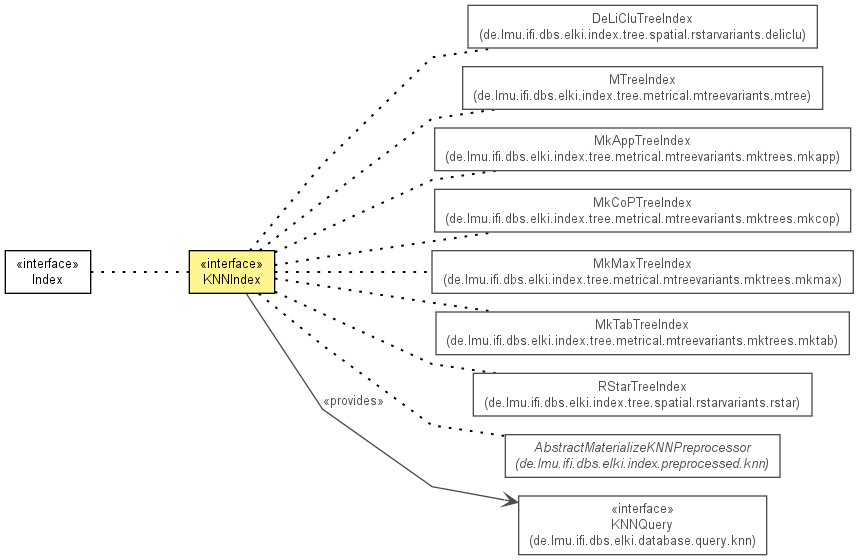 DeLiCluTreeIndex
(de.lmu.ifi.dbs.elki.index.tree.spatial.rstarvariants.deliclu)
MTreeIndex
(de.lmu.ifi.dbs.elki.index.tree.metrical.mtreevariants.mtree)
MkAppTreeIndex
(de.lmu.ifi.dbs.elki.index.tree.metrical.mtreevariants.mktrees.mkapp)
MkCoPTreeIndex
(de.lmu.ifi.dbs.elki.index.tree.metrical.mtreevariants.mktrees.mkcop)
«interface»
Index
«interface»
KNNIndex
MkMaxTreeIndex
(de.lmu.ifi.dbs.elki.index.tree.metrical.mtreevariants.mktrees.mkmax)
MkTabTreeIndex
(de.lmu.ifi.dbs.elki.index.tree.metrical.mtreevariants.mktrees.mktab)
RStarTreeIndex
(de.lmu.ifi.dbs.elki.index.tree.spatial.rstarvariants.rstar)
«provides»
AbstractMaterializeKNNPreprocessor
(de.lmu.ifi.dbs.elki.index.preprocessed.knn)
«interface»
KNNQuery
(de.lmu.ifi.dbs.elki.database.query.knn)